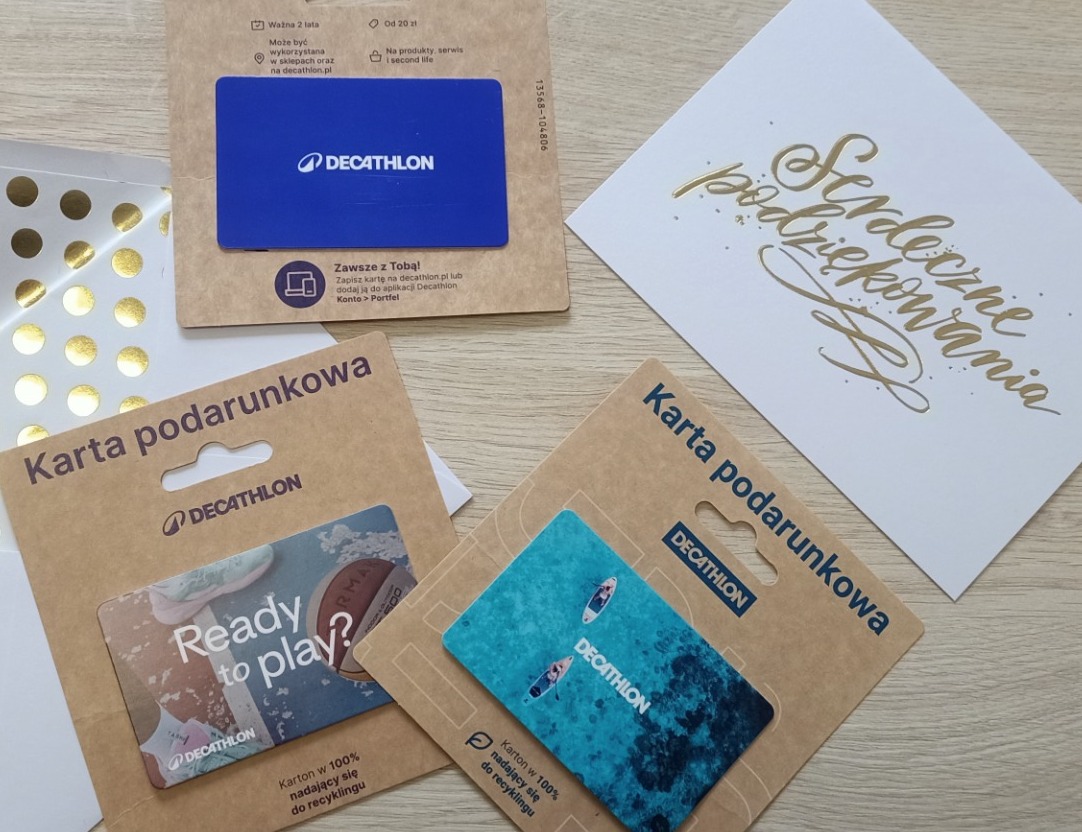 Ważna 2 lata
Od 20 zł
Może być
wykorzystana
w sklepach oraz
na decathlon.pl
Na produkty, serwis
i second life
13568-104806
DECATHLON
Zawsze z Tobą!
Zapisz kartę na decathlon.pl lub
dodaj ją do aplikacji Decathlon
Konto > Portfel
Serdeczne
podziękowania
Karta podarunkowa
DECATHLON
Ready
to play?
DECATHLON
Karton w 100%
nadający się
do recyklingu
Karta podarunkowa
DECATHLON
DECATHLON
Karton w 100%
nadający się
do recyklingu